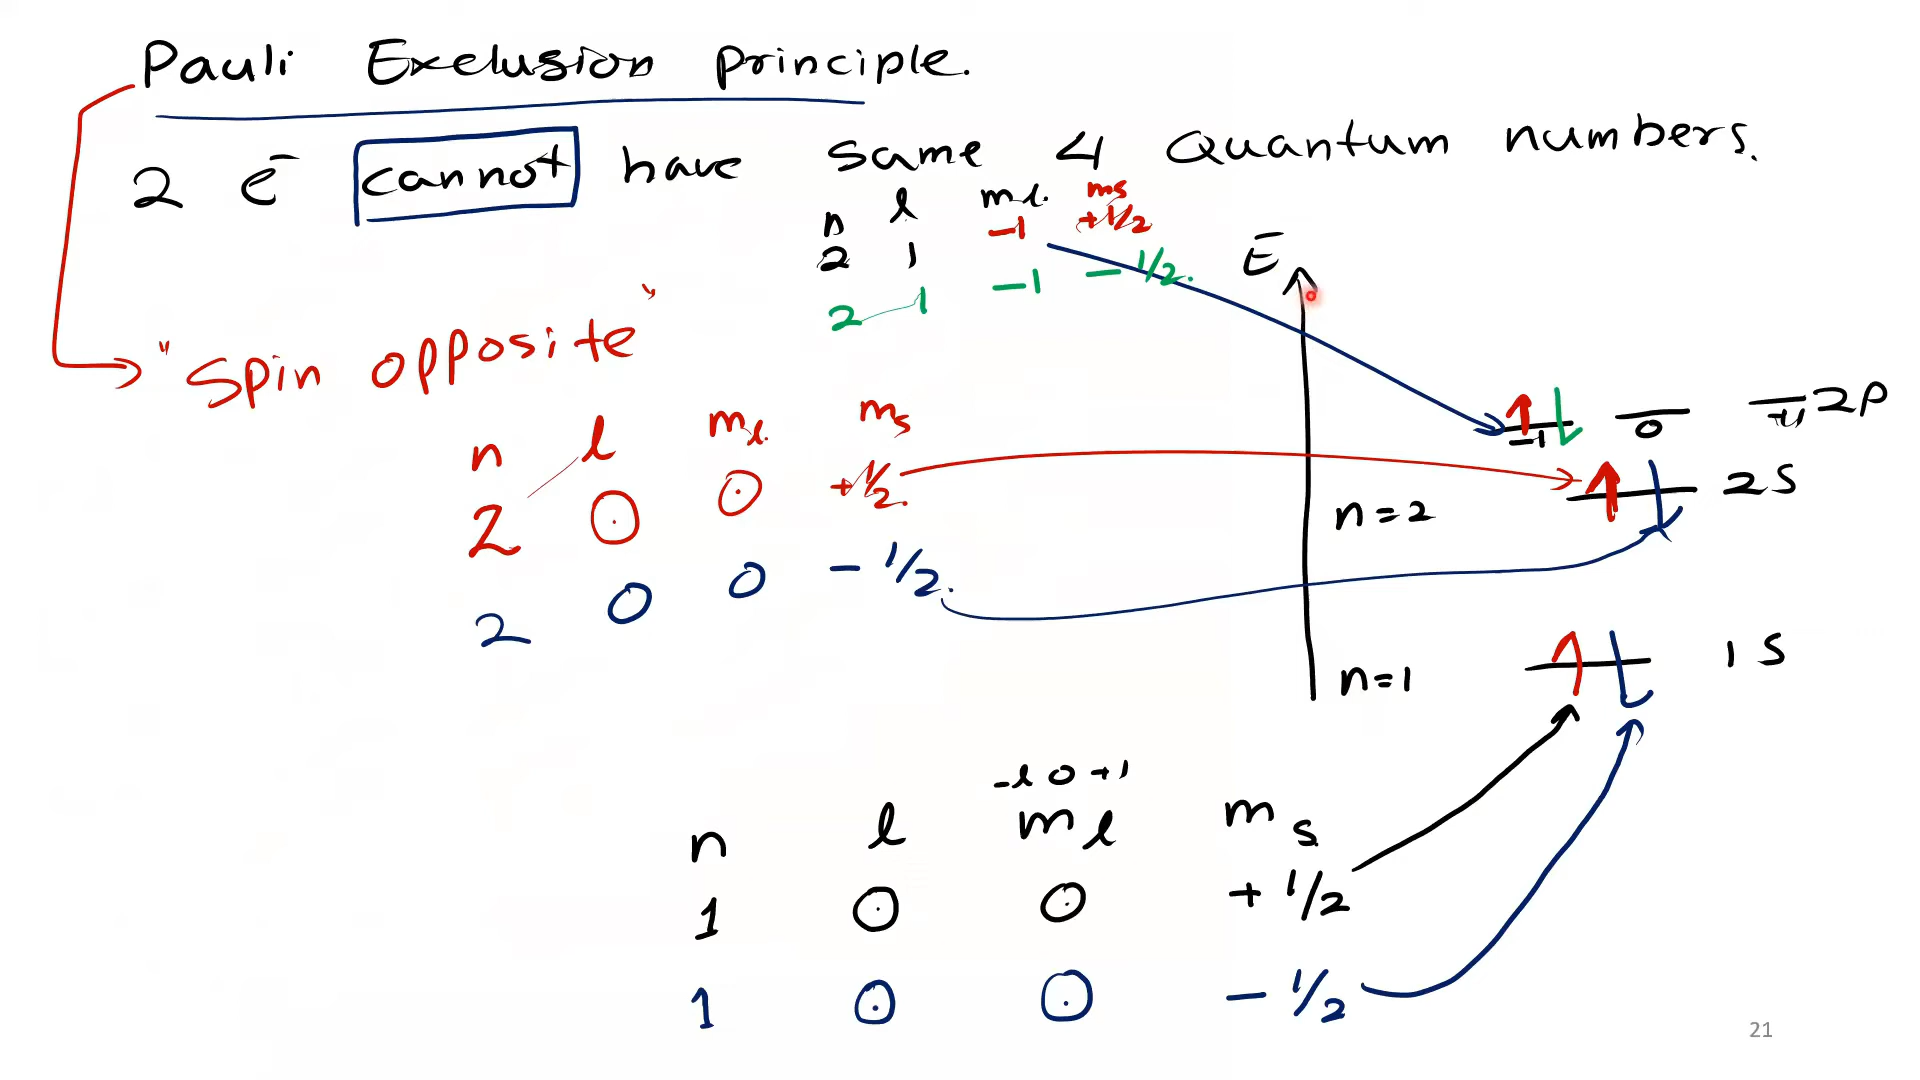 Pauli Exclusion principle.
2 e⁻ cannot have same 4 Quantum numbers.
n l mₗ. mₛ
2 1 -1 +1/2
2 1 -1 -1/2.
E
"Spin opposite"
n l mₗ. mₛ
2 0 0 +1/2.
2 0 0 -1/2.
-1 0 2P
n=2 2S
n=1 1S
-l 0 +1
n l mₗ mₛ
1 0 0 +1/2
1 0 0 -1/2
21